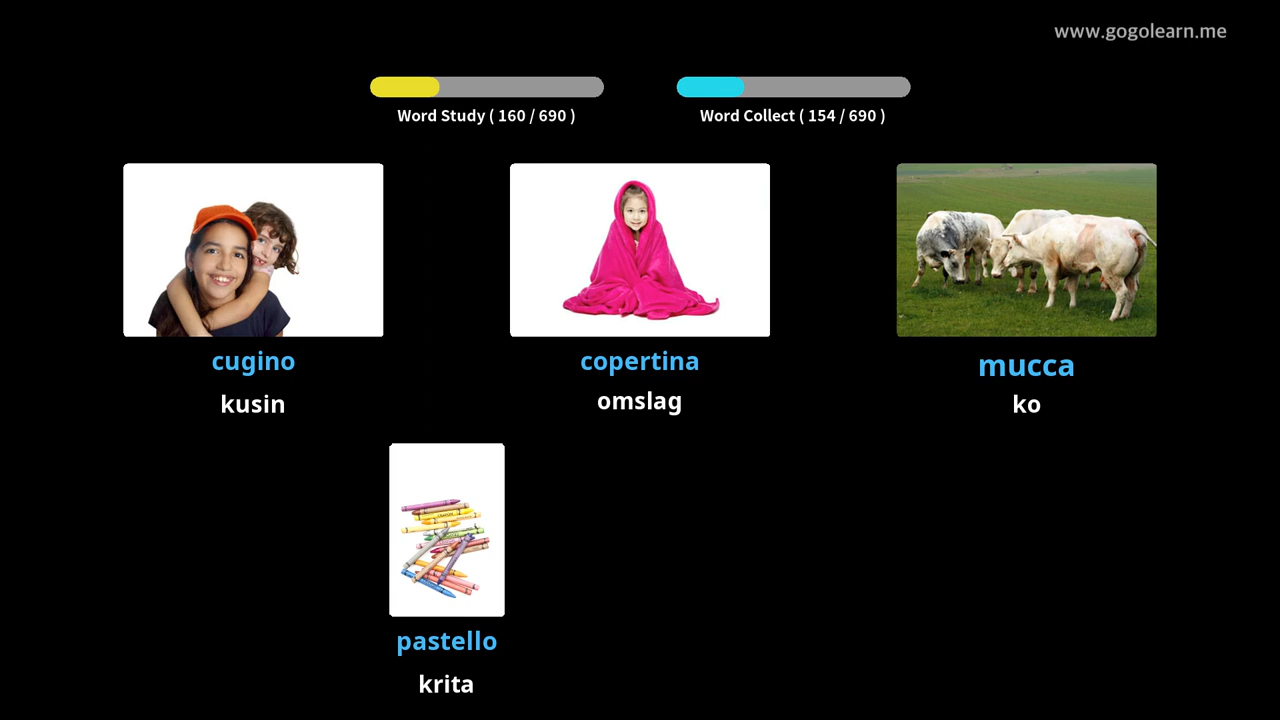 www.gogolearn.me
Word Study ( 160 / 690 )
Word Collect ( 154 / 690 )
cugino
copertina
mucca
kusin
omslag
ko
pastello
krita